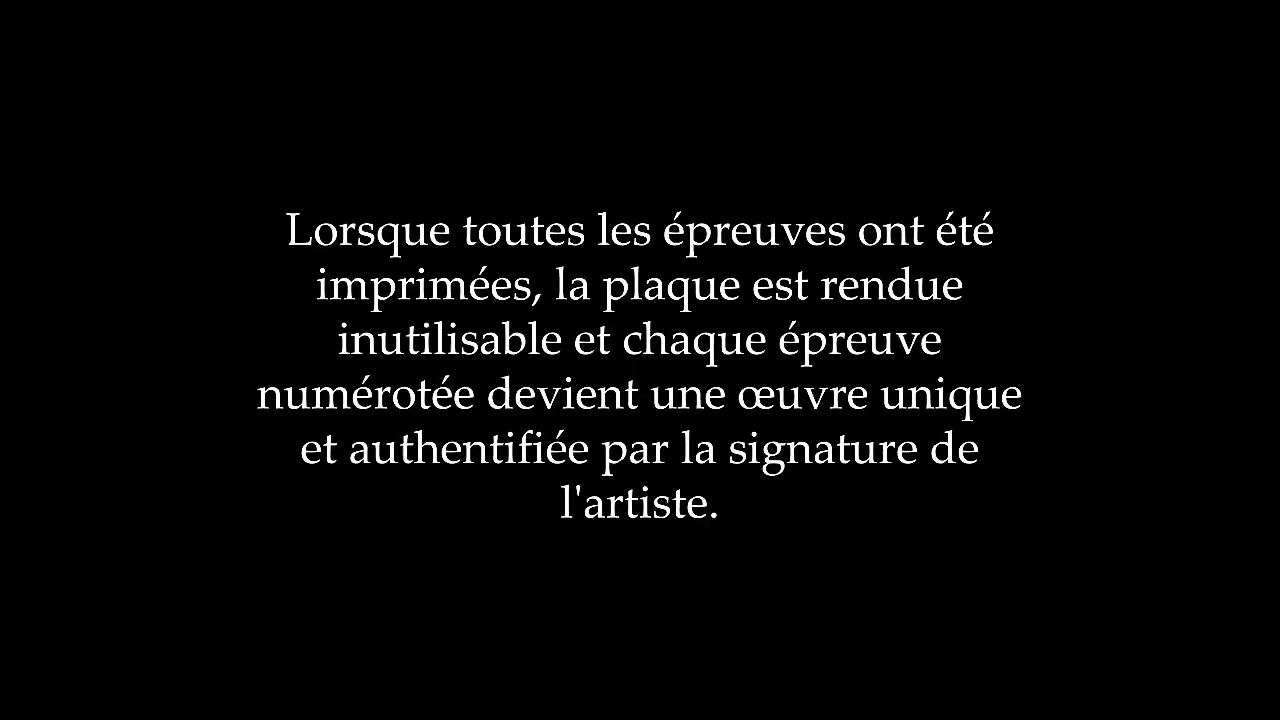 Lorsque toutes les épreuves ont été
imprimées, la plaque est rendue
inutilisable et chaque épreuve
numérotée devient une œuvre unique
et authentifiée par la signature de
l'artiste.